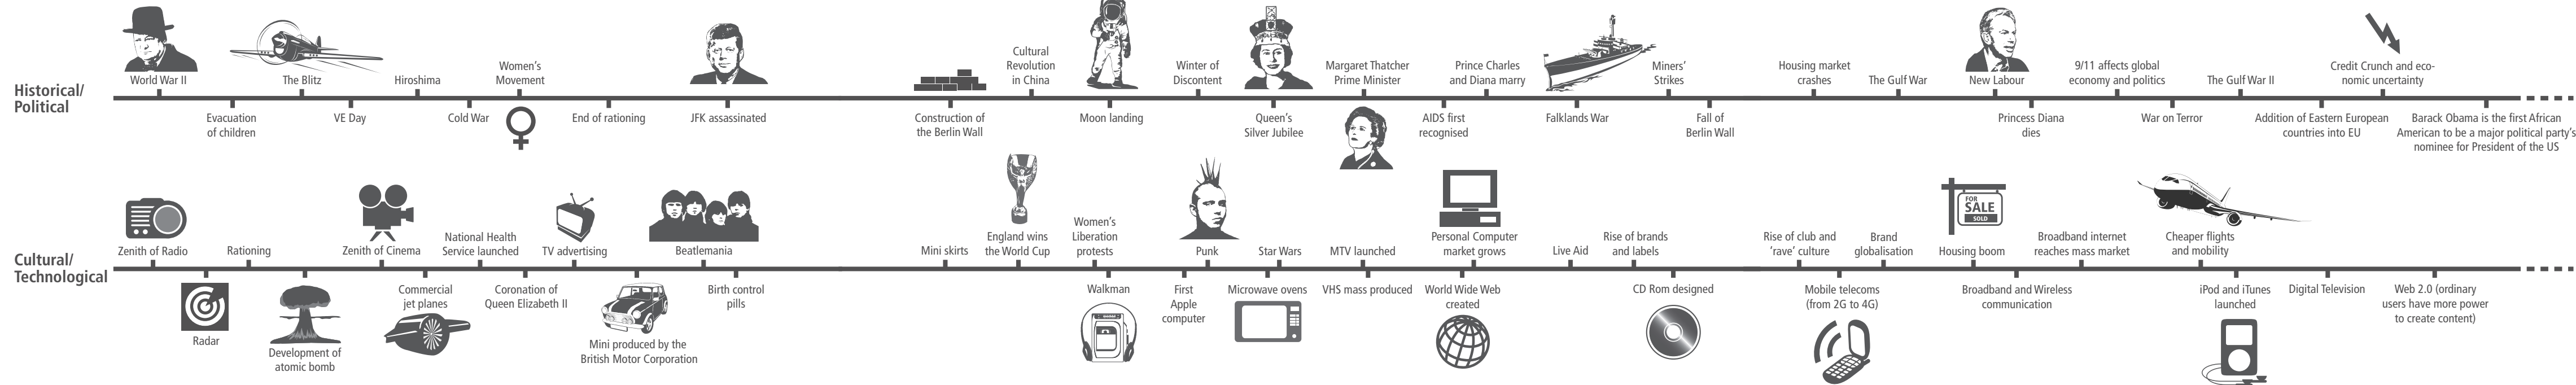 Historical/
Political
World War II
Evacuation
of children
The Blitz
VE Day
Hiroshima
Cold War
Women's
Movement
End of rationing
JFK assassinated
Construction of
the Berlin Wall
Cultural
Revolution
in China
Moon landing
Winter of
Discontent
Queen's
Silver Jubilee
Margaret Thatcher
Prime Minister
AIDS first
recognised
Prince Charles
and Diana marry
Falklands War
Miners'
Strikes
Fall of
Berlin Wall
Housing market
crashes
The Gulf War
New Labour
Princess Diana
dies
9/11 affects global
economy and politics
War on Terror
The Gulf War II
Addition of Eastern European
countries into EU
Credit Crunch and eco-
nomic uncertainty
Barack Obama is the first African
American to be a major political party's
nominee for President of the US
Cultural/
Technological
Zenith of Radio
Radar
Rationing
Development of
atomic bomb
Zenith of Cinema
Commercial
jet planes
National Health
Service launched
Coronation of
Queen Elizabeth II
TV advertising
Mini produced by the
British Motor Corporation
Beatlemania
Birth control
pills
Mini skirts
England wins
the World Cup
Women's
Liberation
protests
Walkman
First
Apple
computer
Punk
Microwave ovens
Star Wars
VHS mass produced
MTV launched
World Wide Web
created
Personal Computer
market grows
Live Aid
Rise of brands
and labels
CD Rom designed
Rise of club and
'rave' culture
Mobile telecoms
(from 2G to 4G)
Brand
globalisation
FOR
SALE
SOLD
Housing boom
Broadband and Wireless
communication
Broadband internet
reaches mass market
Cheaper flights
and mobility
iPod and iTunes
launched
Digital Television
Web 2.0 (ordinary
users have more power
to create content)